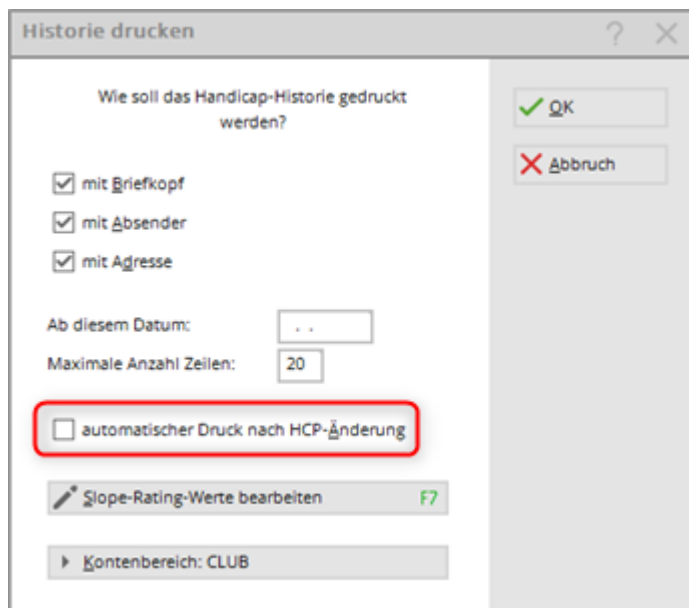 Historie drucken
Wie soll das Handicap-Historie gedruckt
werden?
OK
Abbruch
mit Briefkopf
mit Absender
mit Adresse
Ab diesem Datum: . .
Maximale Anzahl Zeilen: 20
automatischer Druck nach HCP-Änderung
Slope-Rating-Werte bearbeiten F7
Kontenbereich: CLUB